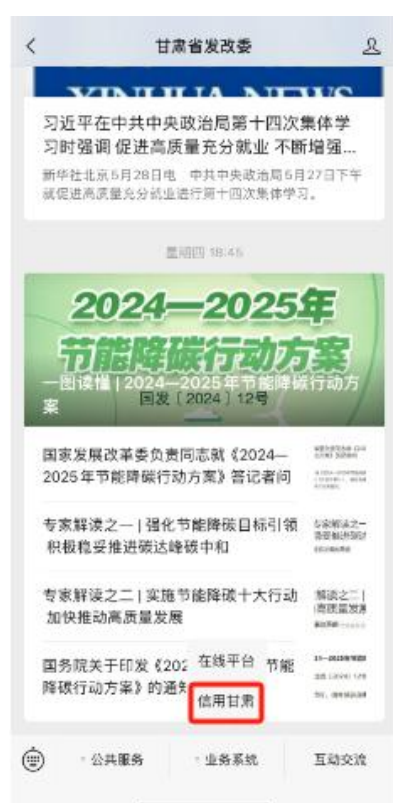 甘肃省发改委
XINHUA NEWS
习近平在中共中央政治局第十四次集体学
习时强调 促进高质量充分就业 不断增强...
新华社北京5月28日电 中共中央政治局5月27日下午
就促进高质量充分就业进行第十四次集体学习。
星期四 18:45
2024—2025年
节能降碳行动方案
一图读懂 | 2024—2025年节能降碳行动方
案
国发〔2024〕12号
国家发展改革委负责同志就《2024—
2025年节能降碳行动方案》答记者问
专家解读之一 | 强化节能降碳目标引领
积极稳妥推进碳达峰碳中和
专家解读之一
专家解读之二 | 实施节能降碳十大行动
加快推动高质量发展
解读之二 |
国务院关于印发《202
节能
降碳行动方案》的通知
在线平台
信用甘肃
公共服务
业务系统
互动交流